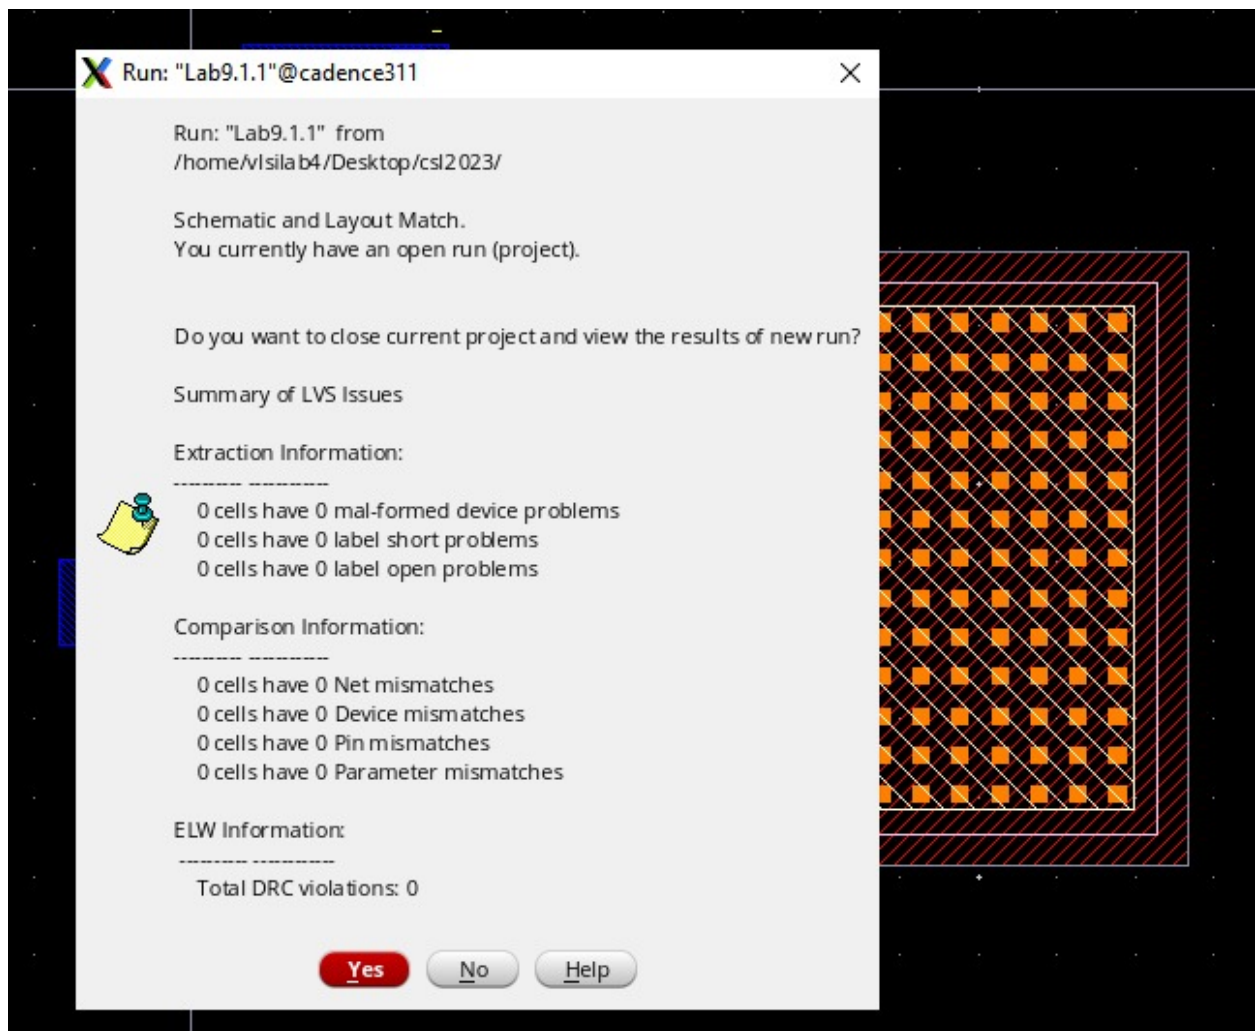 Run: "Lab9.1.1"@cadence311
Run: "Lab9.1.1" from
/home/vlsilab4/Desktop/csl2023/
Schematic and Layout Match.
You currently have an open run (project).
Do you want to close current project and view the results of new run?
Summary of LVS Issues
Extraction Information:
---------- ------------
0 cells have 0 mal-formed device problems
0 cells have 0 label short problems
0 cells have 0 label open problems
Comparison Information:
---------- ------------
0 cells have 0 Net mismatches
0 cells have 0 Device mismatches
0 cells have 0 Pin mismatches
0 cells have 0 Parameter mismatches
ELW Information:
---------- ------------
Total DRC violations: 0
Yes No Help